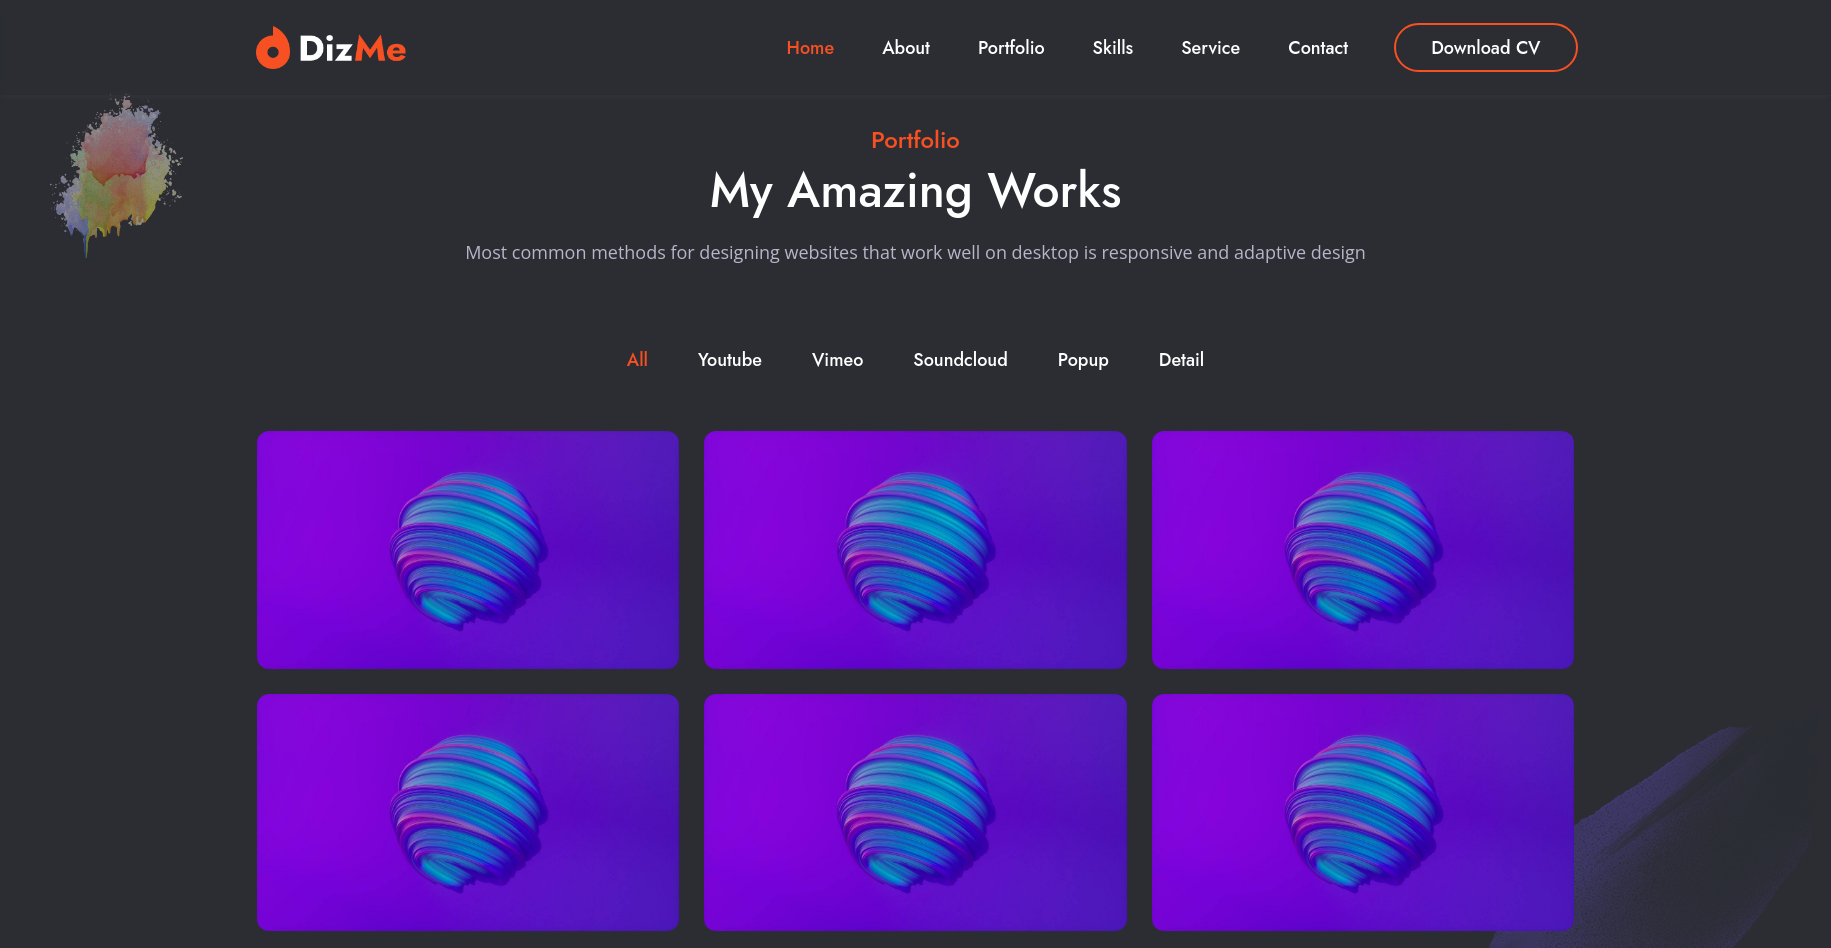 DizMe
Home About Portfolio Skills Service Contact Download CV
Portfolio
My Amazing Works
Most common methods for designing websites that work well on desktop is responsive and adaptive design
All Youtube Vimeo Soundcloud Popup Detail